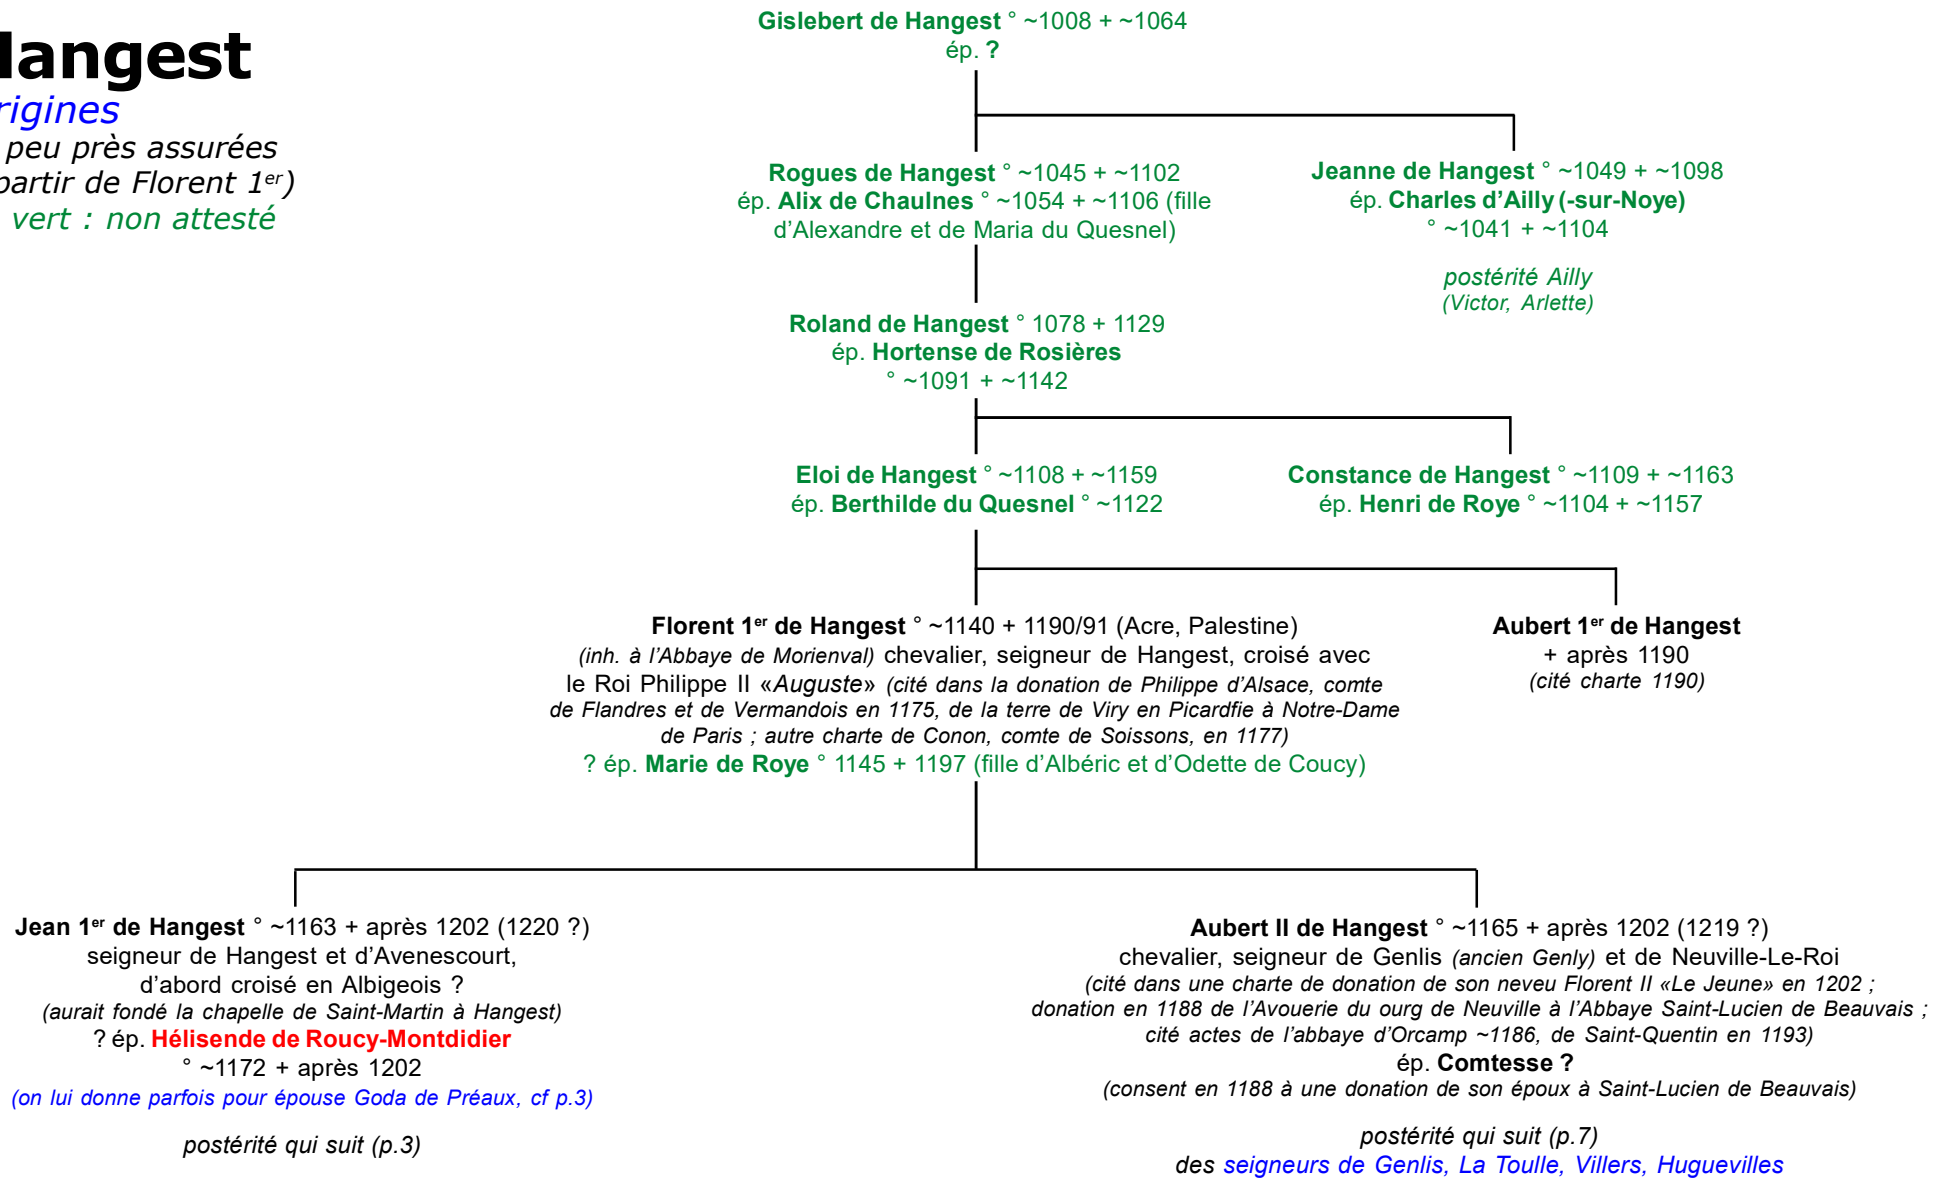 Hangest
rigines
peu près assurées
partir de Florent 1er)
vert : non attesté
Gislebert de Hangest ° ~1008 + ~1064
ép. ?
Rogues de Hangest ° ~1045 + ~1102
ép. Alix de Chaulnes ° ~1054 + ~1106 (fille
d’Alexandre et de Maria du Quesnel)
Jeanne de Hangest ° ~1049 + ~1098
ép. Charles d’Ailly (-sur-Noye)
° ~1041 + ~1104
postérité Ailly
(Victor, Arlette)
Roland de Hangest ° 1078 + 1129
ép. Hortense de Rosières
° ~1091 + ~1142
Eloi de Hangest ° ~1108 + ~1159
ép. Berthilde du Quesnel ° ~1122
Constance de Hangest ° ~1109 + ~1163
ép. Henri de Roye ° ~1104 + ~1157
Florent 1er de Hangest ° ~1140 + 1190/91 (Acre, Palestine)
(inh. à l’Abbaye de Morienval) chevalier, seigneur de Hangest, croisé avec
le Roi Philippe II «Auguste» (cité dans la donation de Philippe d’Alsace, comte
de Flandres et de Vermandois en 1175, de la terre de Viry en Picardfie à Notre-Dame
de Paris ; autre charte de Conon, comte de Soissons, en 1177)
? ép. Marie de Roye ° 1145 + 1197 (fille d’Albéric et d’Odette de Coucy)
Aubert 1er de Hangest
+ après 1190
(cité charte 1190)
Jean 1er de Hangest ° ~1163 + après 1202 (1220 ?)
seigneur de Hangest et d’Avenescourt,
d’abord croisé en Albigeois ?
(aurait fondé la chapelle de Saint-Martin à Hangest)
? ép. Hélisende de Roucy-Montdidier
° ~1172 + après 1202
(on lui donne parfois pour épouse Goda de Préaux, cf p.3)
postérité qui suit (p.3)
Aubert II de Hangest ° ~1165 + après 1202 (1219 ?)
chevalier, seigneur de Genlis (ancien Genly) et de Neuville-Le-Roi
(cité dans une charte de donation de son neveu Florent II «Le Jeune» en 1202 ;
donation en 1188 de l’Avouerie du ourg de Neuville à l’Abbaye Saint-Lucien de Beauvais ;
cité actes de l’abbaye d’Orcamp ~1186, de Saint-Quentin en 1193)
ép. Comtesse ?
(consent en 1188 à une donation de son époux à Saint-Lucien de Beauvais)
postérité qui suit (p.7)
des seigneurs de Genlis, La Toulle, Villers, Huguevilles